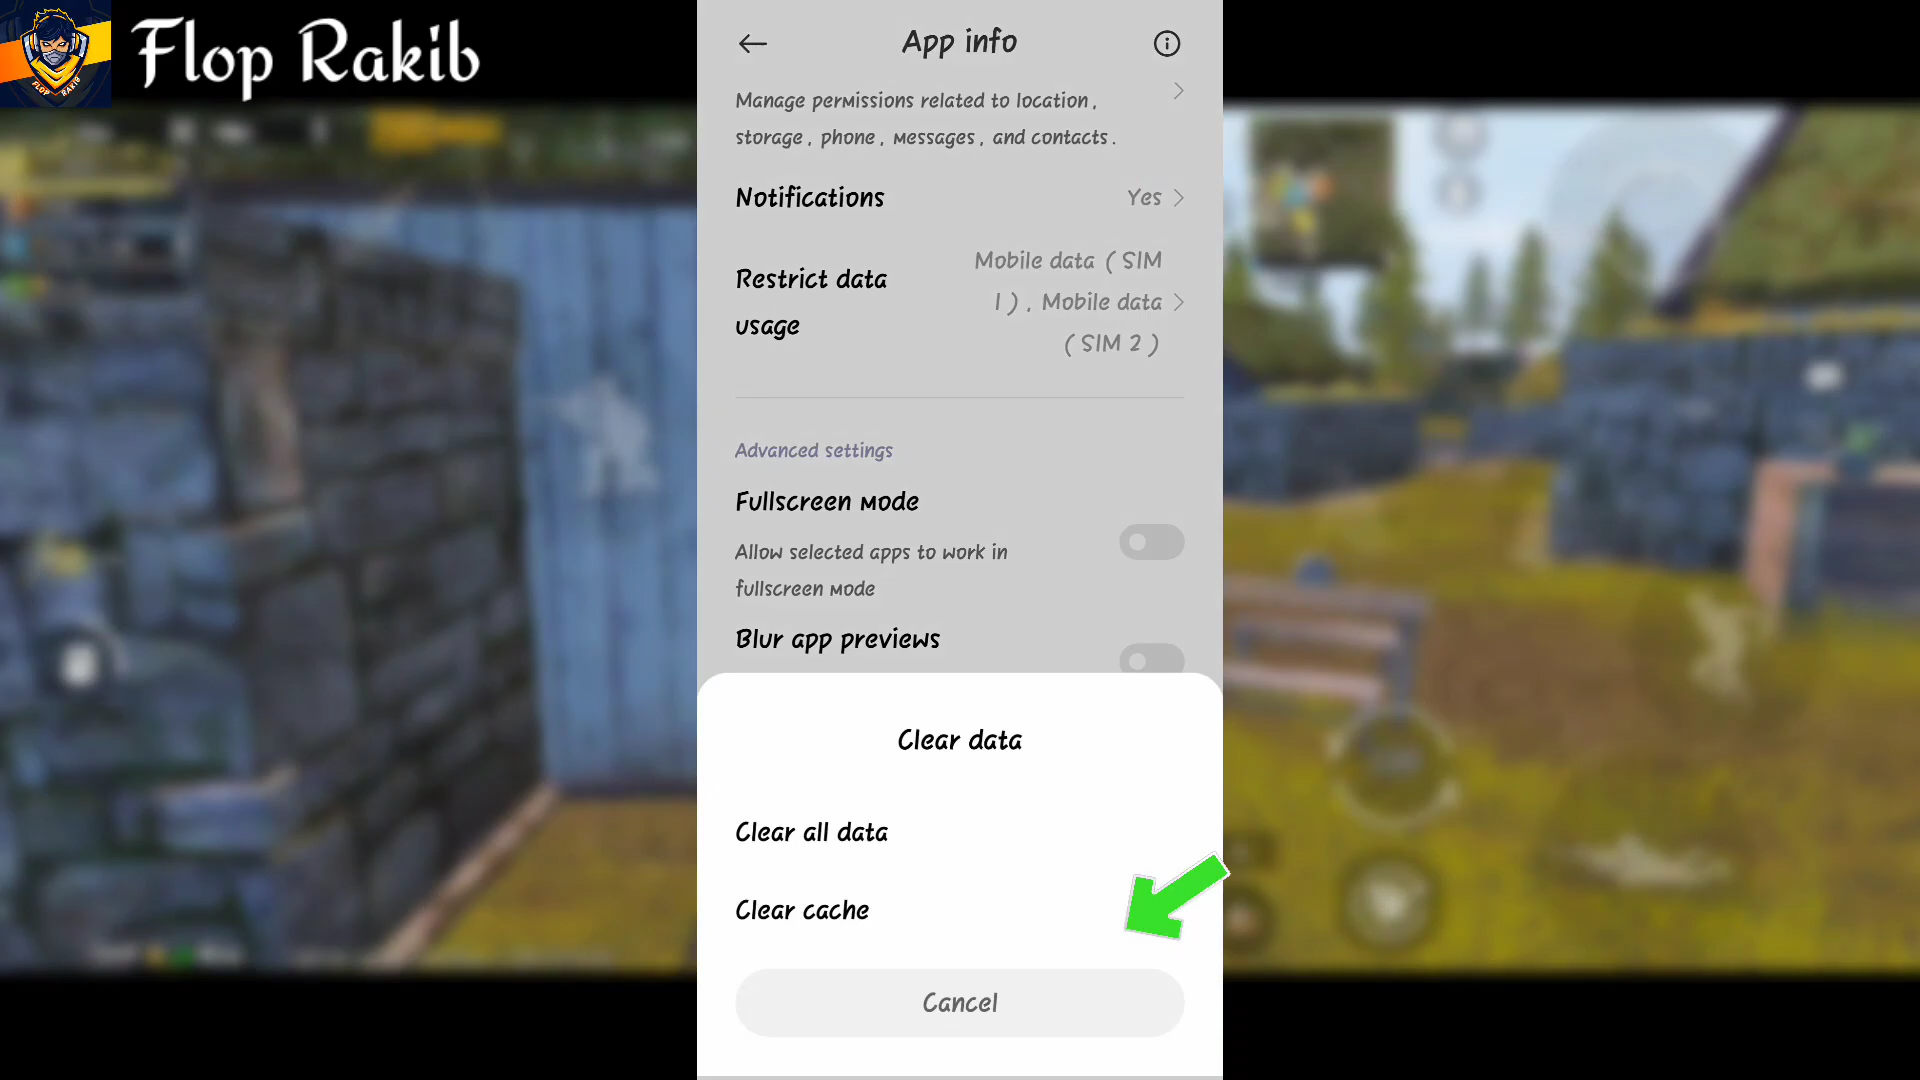 Flop Rakib
FLOP RAKIB
App info
Manage permissions related to location,
storage, phone, messages, and contacts.
Notifications
Yes
Restrict data
usage
Mobile data ( SIM
1 ), Mobile data
( SIM 2 )
Advanced settings
Fullscreen mode
Allow selected apps to work in
fullscreen mode
Blur app previews
Clear data
Clear all data
Clear cache
Cancel